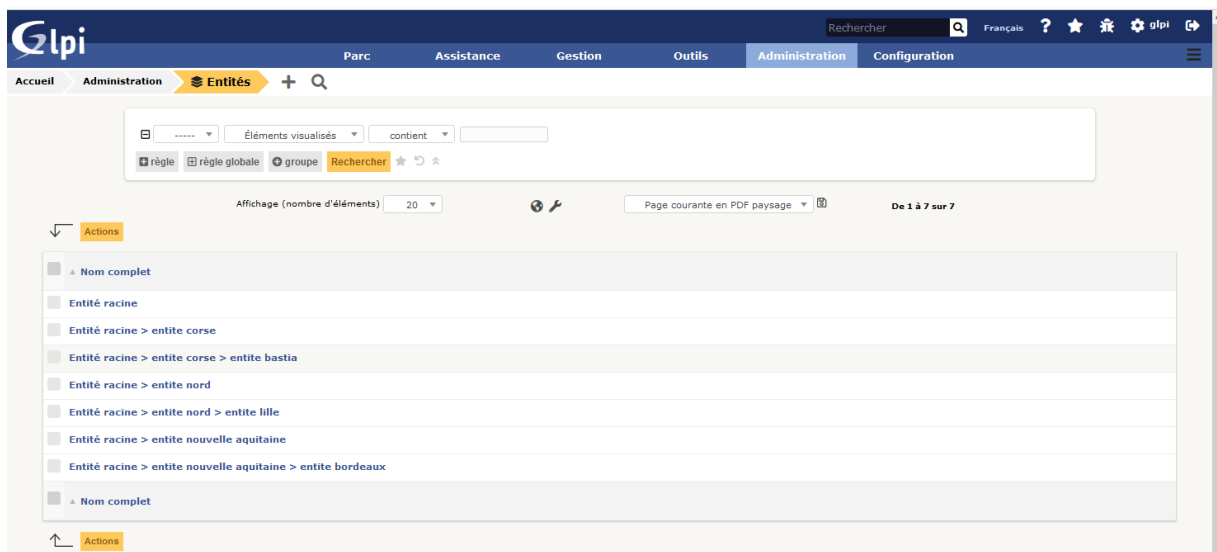 Glpi
Rechercher Français ? glpi
Parc Assistance Gestion Outils Administration Configuration
Accueil Administration Entités +
----- Éléments visualisés contient
règle règle globale groupe Rechercher
Affichage (nombre d'éléments) 20 Page courante en PDF paysage De 1 à 7 sur 7
Actions
Nom complet
Entité racine
Entité racine > entite corse
Entité racine > entite corse > entite bastia
Entité racine > entite nord
Entité racine > entite nord > entite lille
Entité racine > entite nouvelle aquitaine
Entité racine > entite nouvelle aquitaine > entite bordeaux
Nom complet
Actions